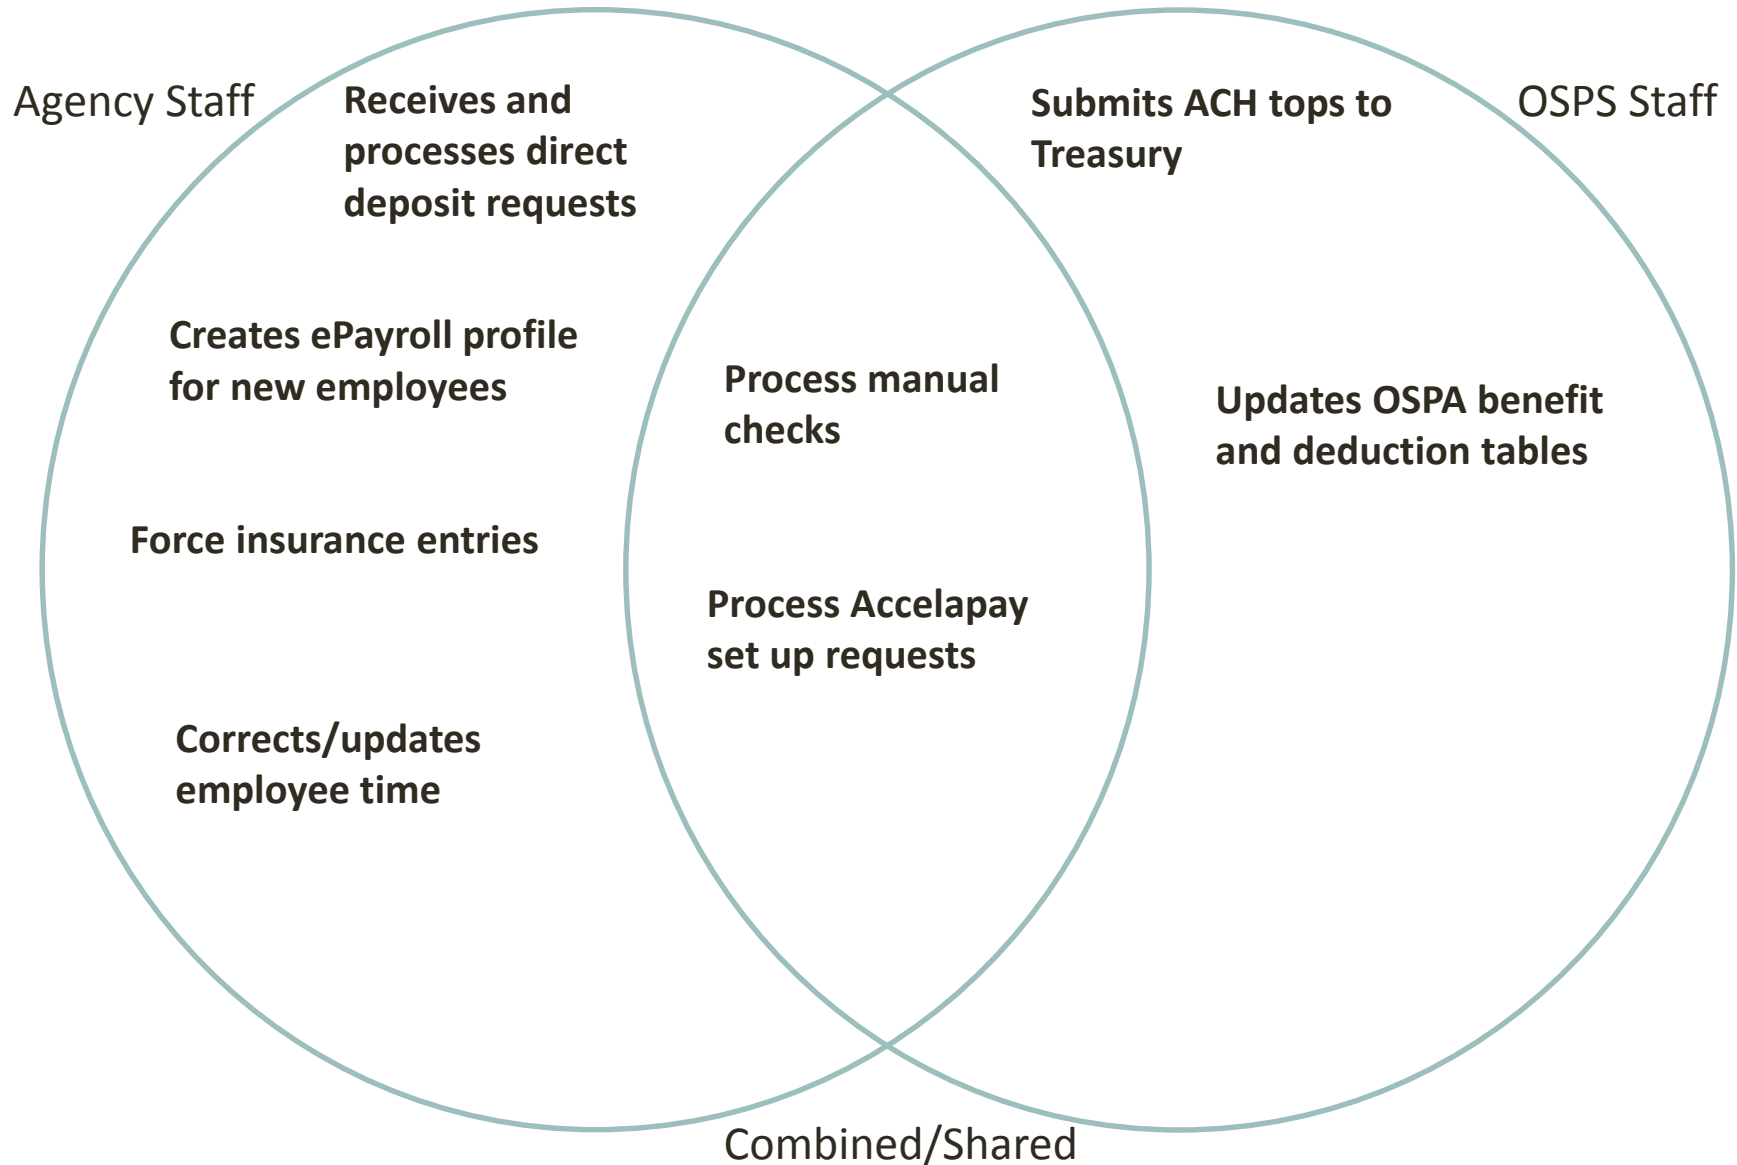 Agency Staff
Receives and
processes direct
deposit requests
Submits ACH tops to
Treasury
OSPS Staff
Creates ePayroll profile
for new employees
Process manual
checks
Updates OSPA benefit
and deduction tables
Force insurance entries
Process Accelapay
set up requests
Corrects/updates
employee time
Combined/Shared